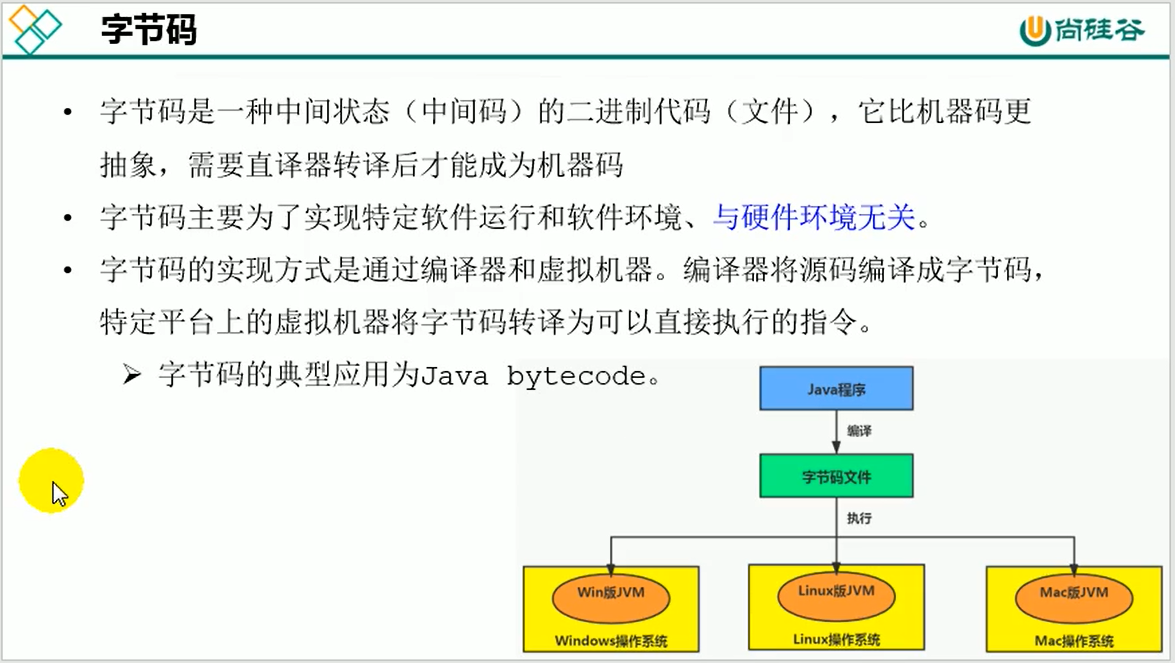 字节码
尚硅谷
• 字节码是一种中间状态（中间码）的二进制代码（文件），它比机器码更
抽象，需要直译器转译后才能成为机器码
• 字节码主要为了实现特定软件运行和软件环境、与硬件环境无关。
• 字节码的实现方式是通过编译器和虚拟机器。编译器将源码编译成字节码，
特定平台上的虚拟机器将字节码转译为可以直接执行的指令。
➢ 字节码的典型应用为Java bytecode。
Java程序
编译
字节码文件
执行
Win版JVM
Windows操作系统
Linux版JVM
Linux操作系统
Mac版JVM
Mac操作系统